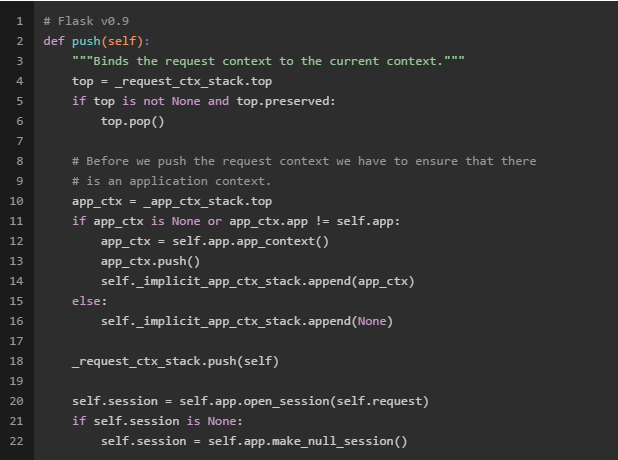 1 # Flask v0.9
2 def push(self):
3     """Binds the request context to the current context."""
4     top = _request_ctx_stack.top
5     if top is not None and top.preserved:
6         top.pop()
7
8     # Before we push the request context we have to ensure that there
9     # is an application context.
10     app_ctx = _app_ctx_stack.top
11     if app_ctx is None or app_ctx.app != self.app:
12         app_ctx = self.app.app_context()
13         app_ctx.push()
14         self._implicit_app_ctx_stack.append(app_ctx)
15     else:
16         self._implicit_app_ctx_stack.append(None)
17
18     _request_ctx_stack.push(self)
19
20     self.session = self.app.open_session(self.request)
21     if self.session is None:
22         self.session = self.app.make_null_session()